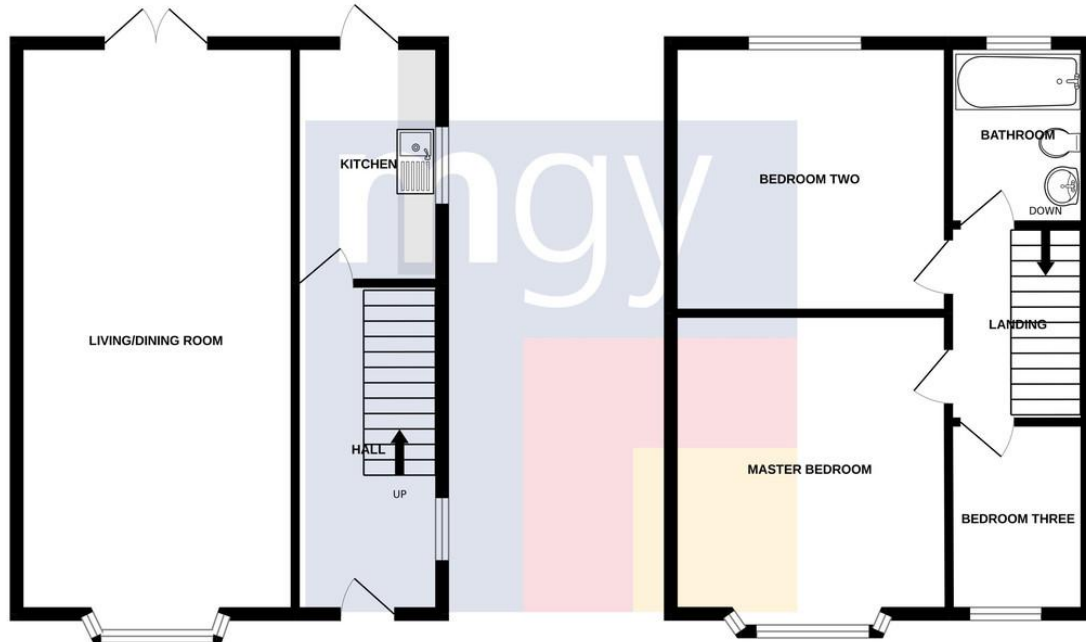 LIVING/DINING ROOM
KITCHEN
HALL
UP
mgy
BEDROOM TWO
BATHROOM
DOWN
LANDING
MASTER BEDROOM
BEDROOM THREE